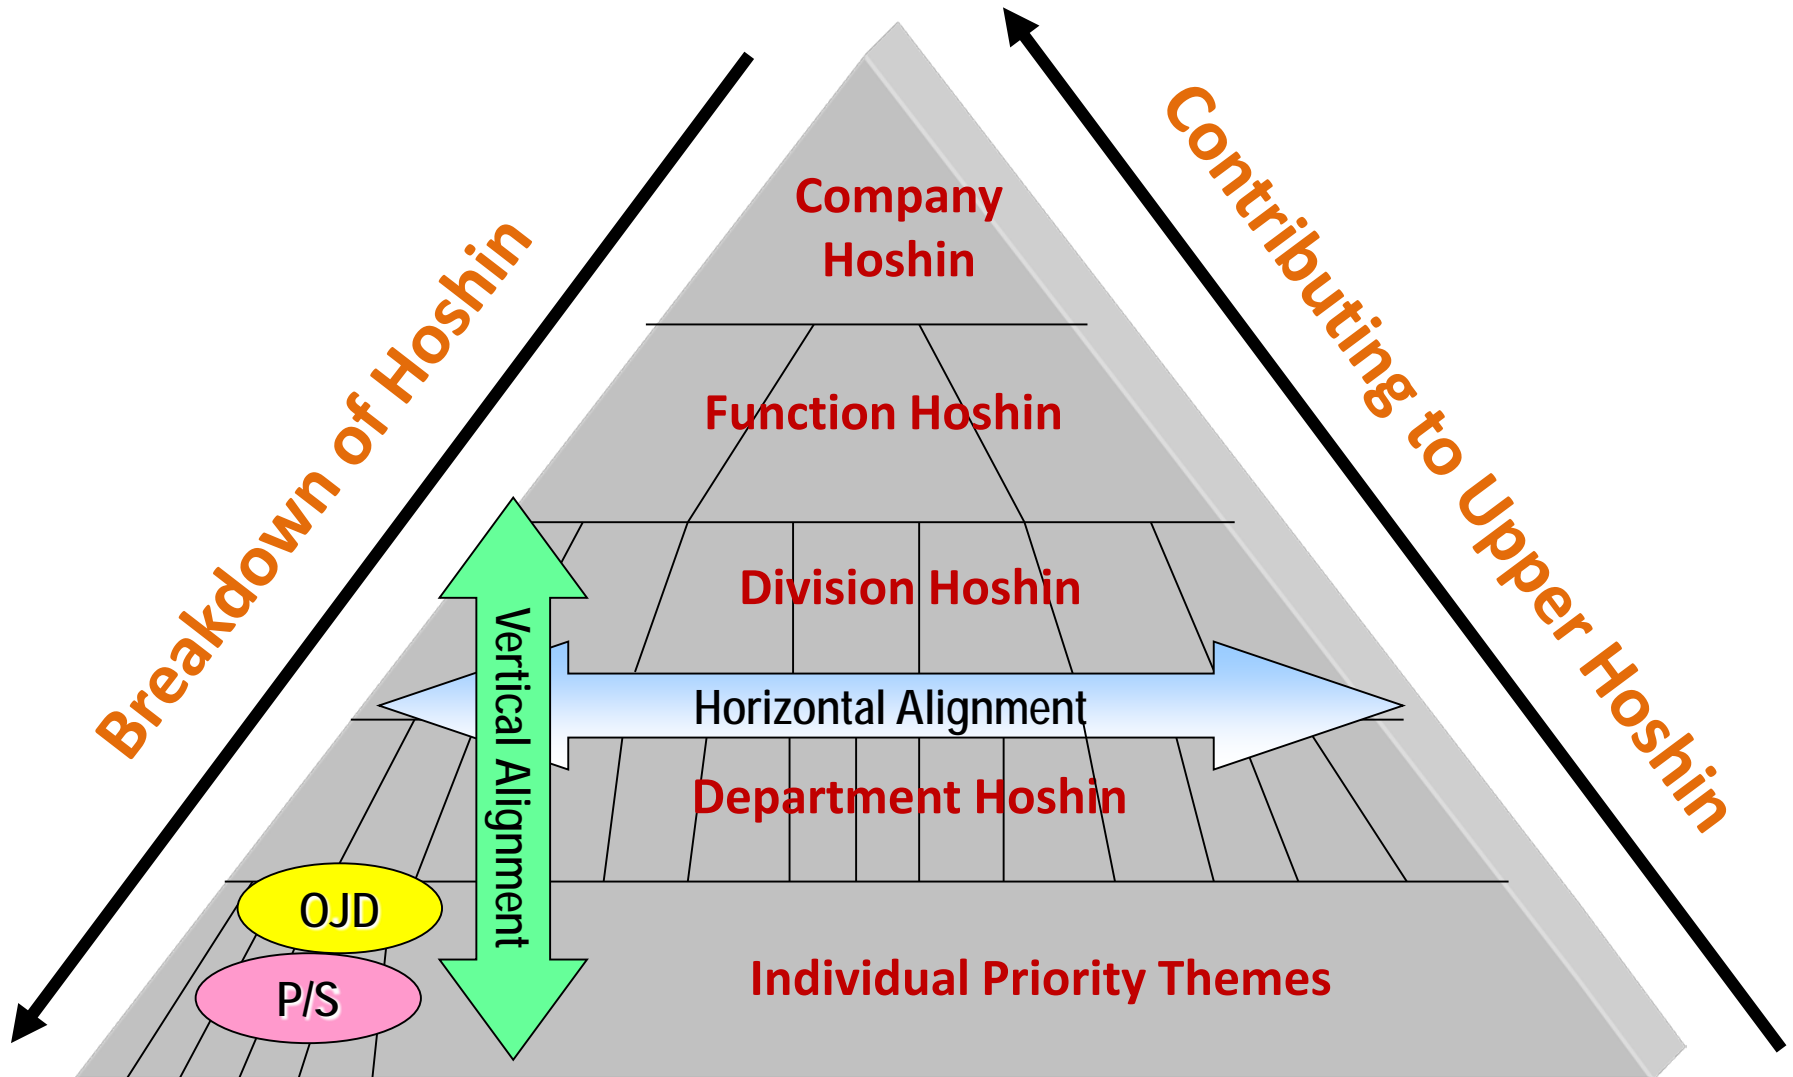 Company
Hoshin
Function Hoshin
Division Hoshin
Horizontal Alignment
Department Hoshin
Individual Priority Themes
Vertical Alignment
OJD
P/S
Breakdown of Hoshin
Contributing to Upper Hoshin